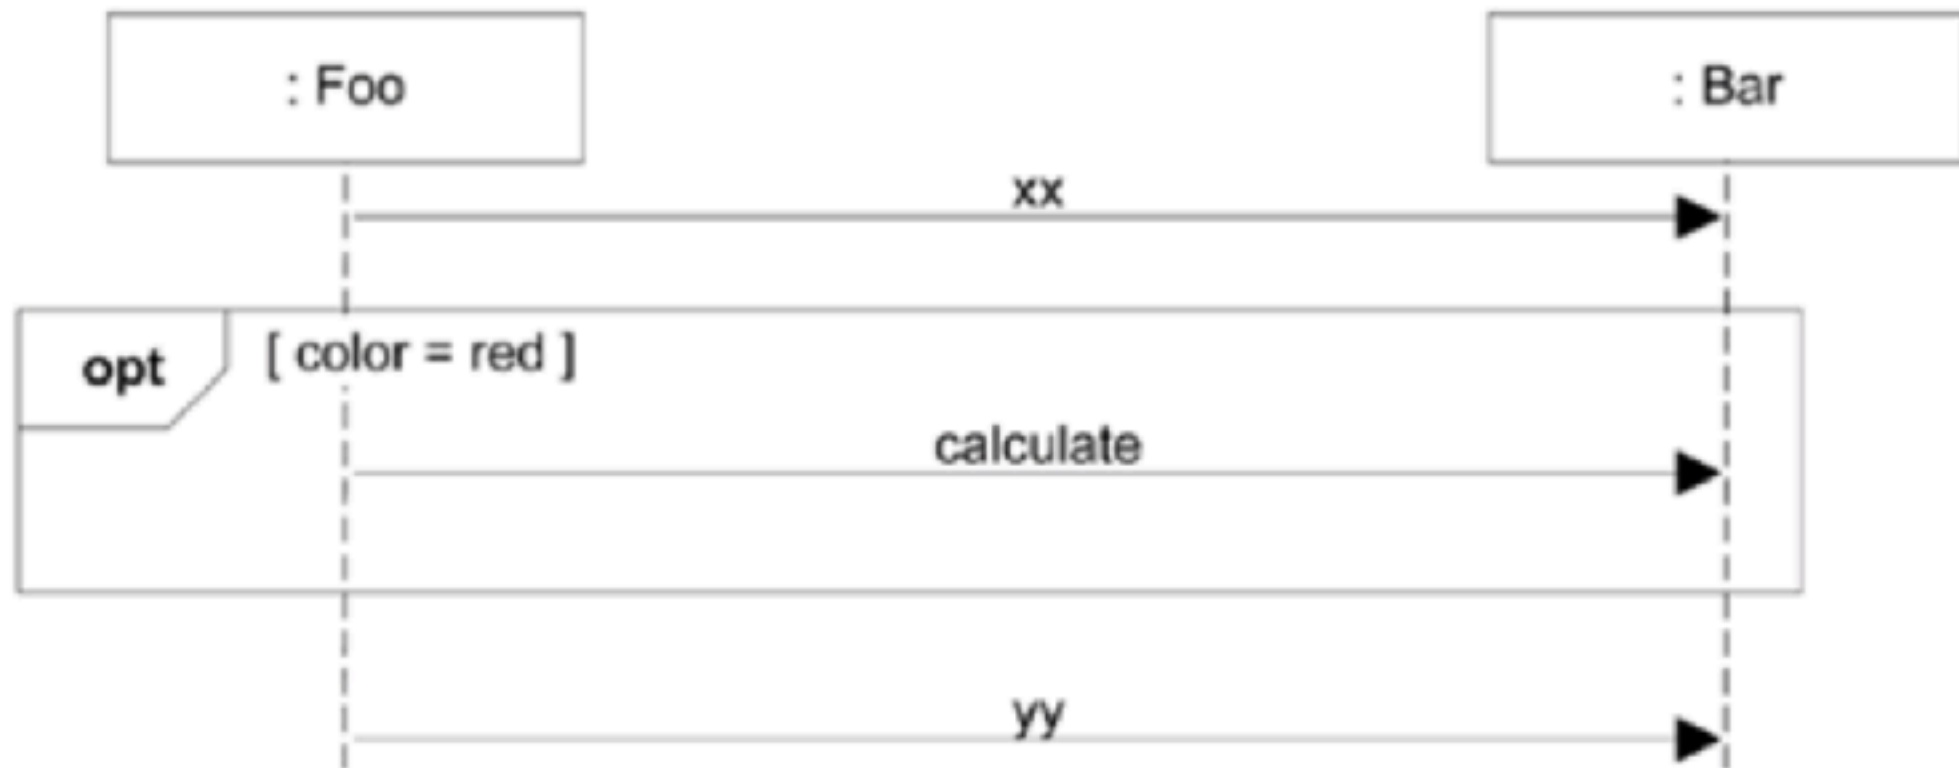 : Foo
: Bar
xx
opt
[ color = red ]
calculate
yy